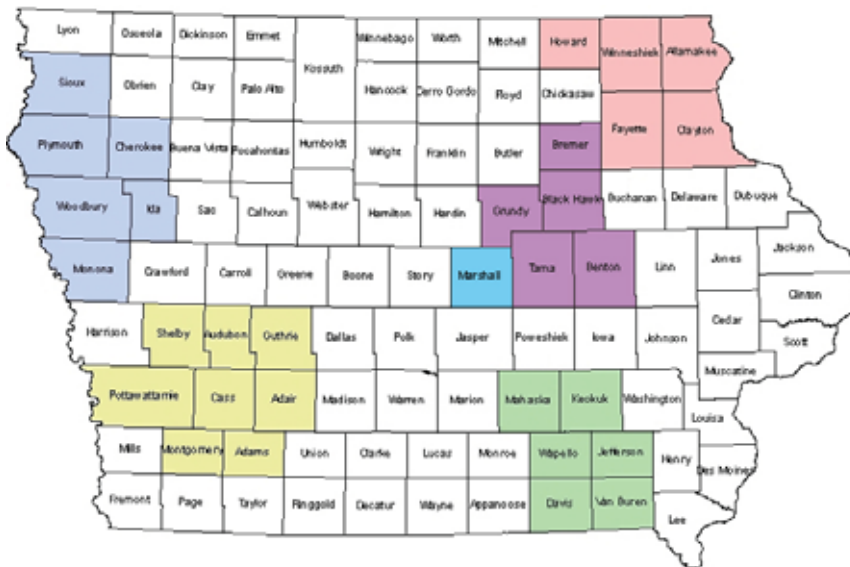 Lyon Osceola Dickinson Emmet Winnebago Worth Mitchell Howard Winneshiek Allamakee
Kossuth
Sioux Obrien Clay Palo Alto Hancock Cerro Gordo Floyd Chickasaw
Plymouth Cherokee Buena Vista Pocahontas Humboldt Wright Franklin Butler Bremer Fayette Clayton
Woodbury Ida Sac Calhoun Webster Hamilton Hardin Grundy Black Hawk Buchanan Delaware Dubuque
Monona Crawford Carroll Greene Boone Story Marshall Tama Benton Linn Jones Jackson
Clinton
Harrison Shelby Audubon Guthrie Dallas Polk Jasper Poweshiek Iowa Johnson Cedar Scott
Muscatine
Pottawattamie Cass Adair Madison Warren Marion Mahaska Keokuk Washington Louisa
Mills Montgomery Adams Union Clarke Lucas Monroe Wapello Jefferson Henry Des Moines
Fremont Page Taylor Ringgold Decatur Wayne Appanoose Davis Van Buren Lee